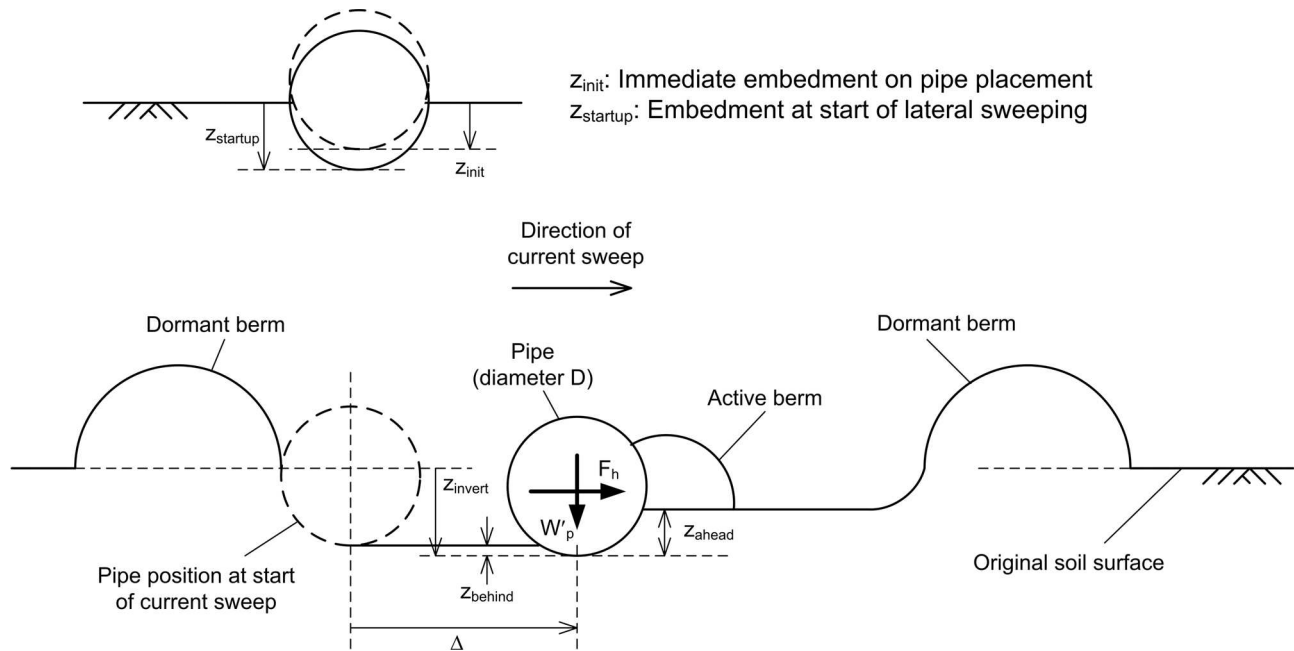 z_init: Immediate embedment on pipe placement
z_startup: Embedment at start of lateral sweeping
z_startup
z_init
Direction of
current sweep
Dormant berm
Dormant berm
Pipe
(diameter D)
Active berm
z_invert
F_h
W'_p
z_ahead
Original soil surface
Pipe position at start
of current sweep
z_behind
Δ